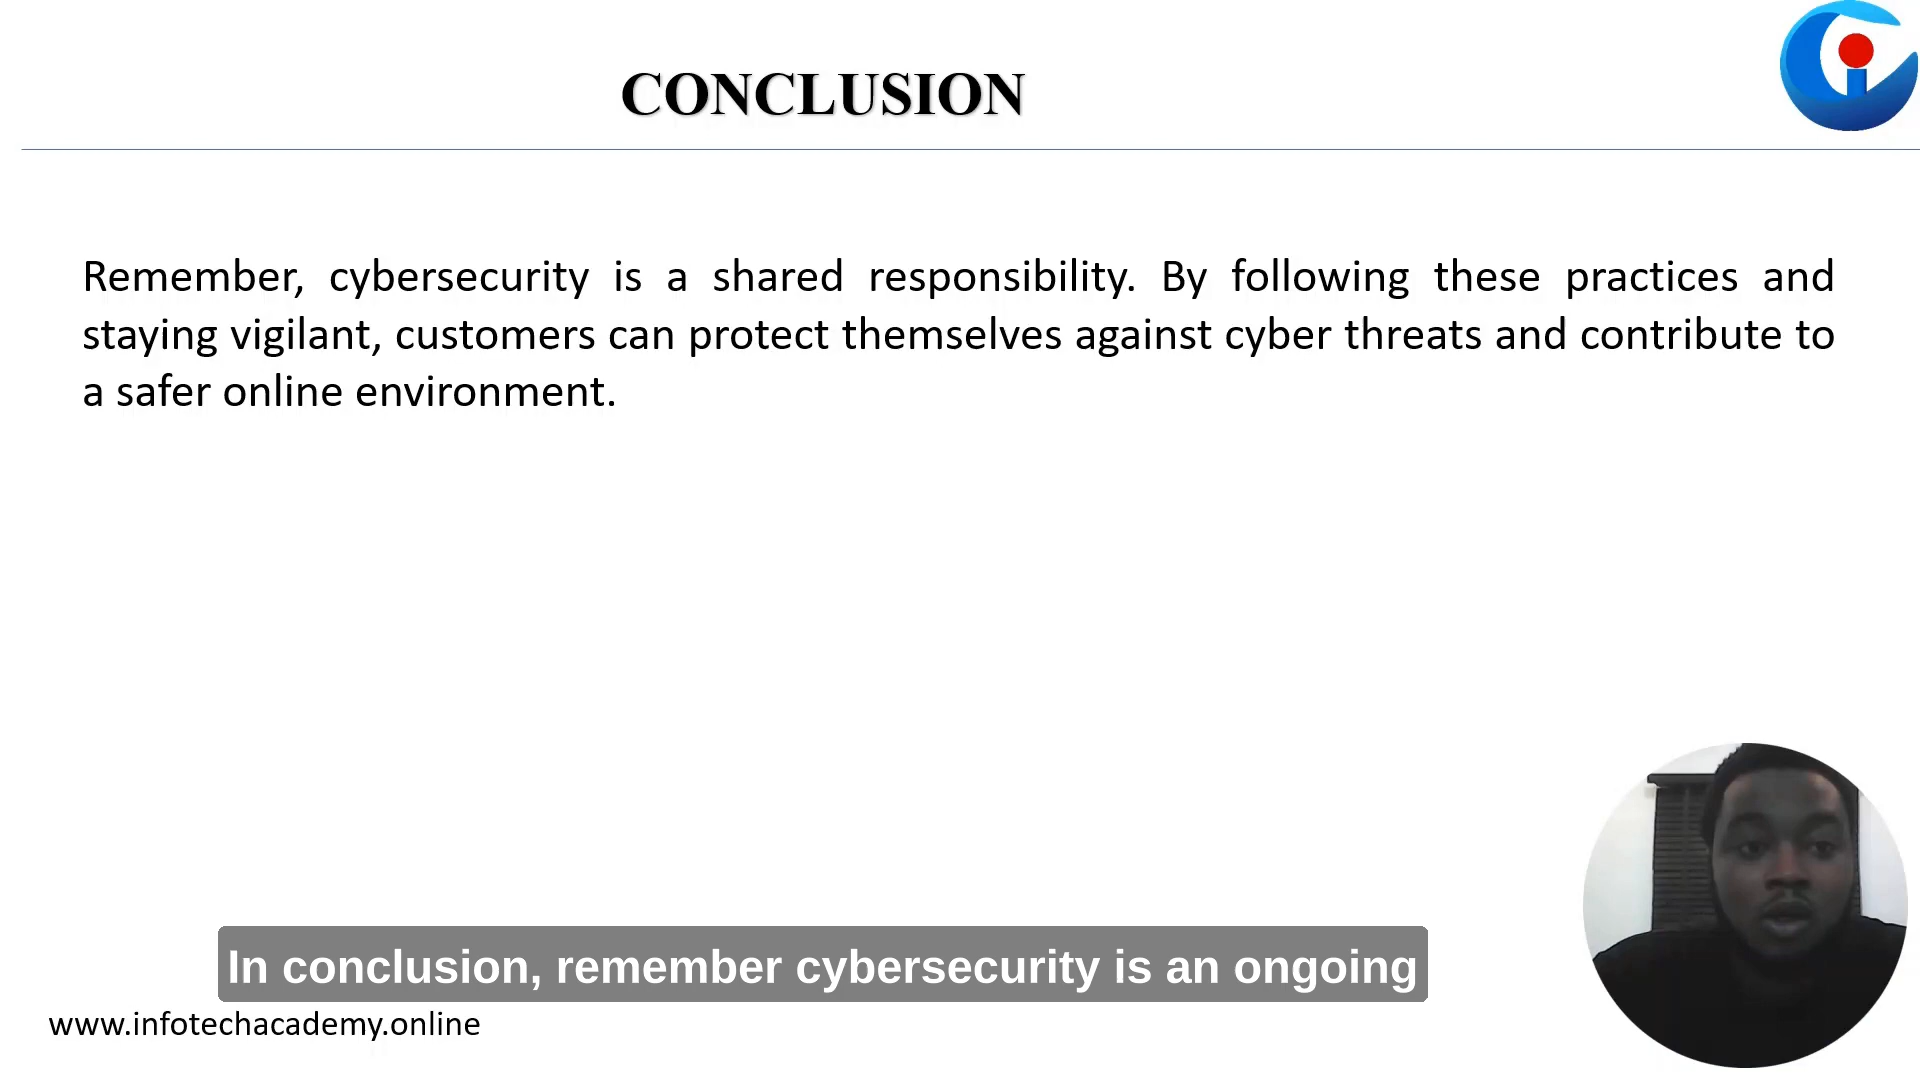 CONCLUSION
Remember, cybersecurity is a shared responsibility. By following these practices and
staying vigilant, customers can protect themselves against cyber threats and contribute to
a safer online environment.
In conclusion, remember cybersecurity is an ongoing
www.infotechacademy.online